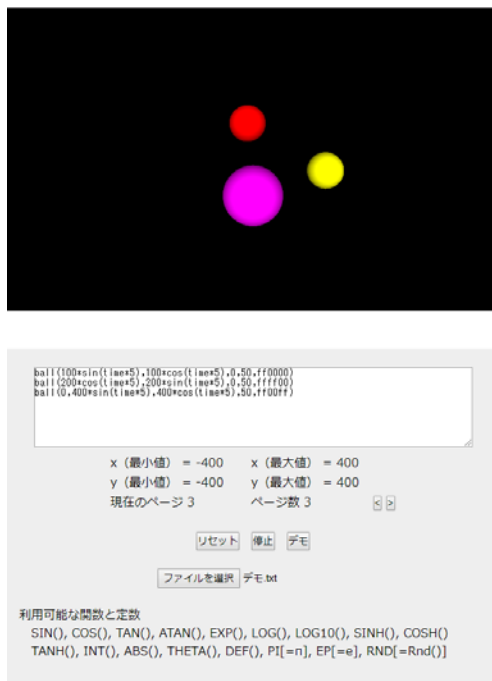 ball(100*sin(time*5),100*cos(time*5),0,50,ff0000)
ball(200*cos(time*5),200*sin(time*5),0,50,ffff00)
ball(0,400*sin(time*5),400*cos(time*5),50,ff00ff)
x（最小値） = -400 x（最大値） = 400
y（最小値） = -400 y（最大値） = 400
現在のページ 3 ページ数 3 < >
リセット 停止 デモ
ファイルを選択 デモ.txt
利用可能な関数と定数
SIN(), COS(), TAN(), ATAN(), EXP(), LOG(), LOG10(), SINH(), COSH()
TANH(), INT(), ABS(), THETA(), DEF(), PI[=π], EP[=e], RND[=Rnd()]